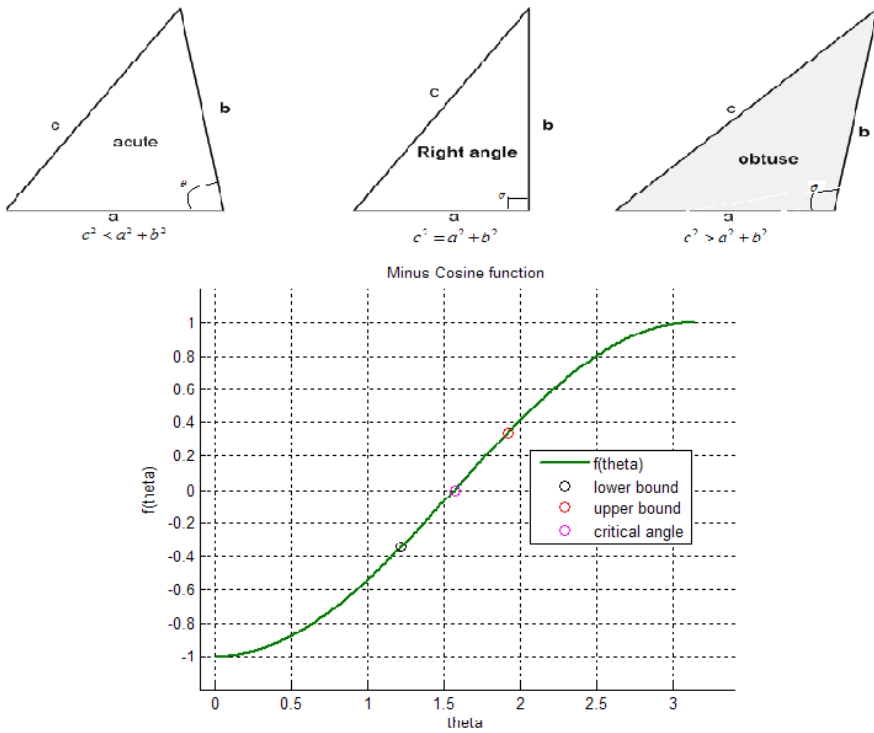 c
acute
b
θ
a
c² < a² + b²
c
Right angle
b
σ
a
c² = a² + b²
c
obtuse
b
σ
a
c² > a² + b²
Minus Cosine function
f(theta)
1
0.8
0.6
0.4
0.2
0
-0.2
-0.4
-0.6
-0.8
-1
f(theta)
lower bound
upper bound
critical angle
0 0.5 1 1.5 2 2.5 3
theta